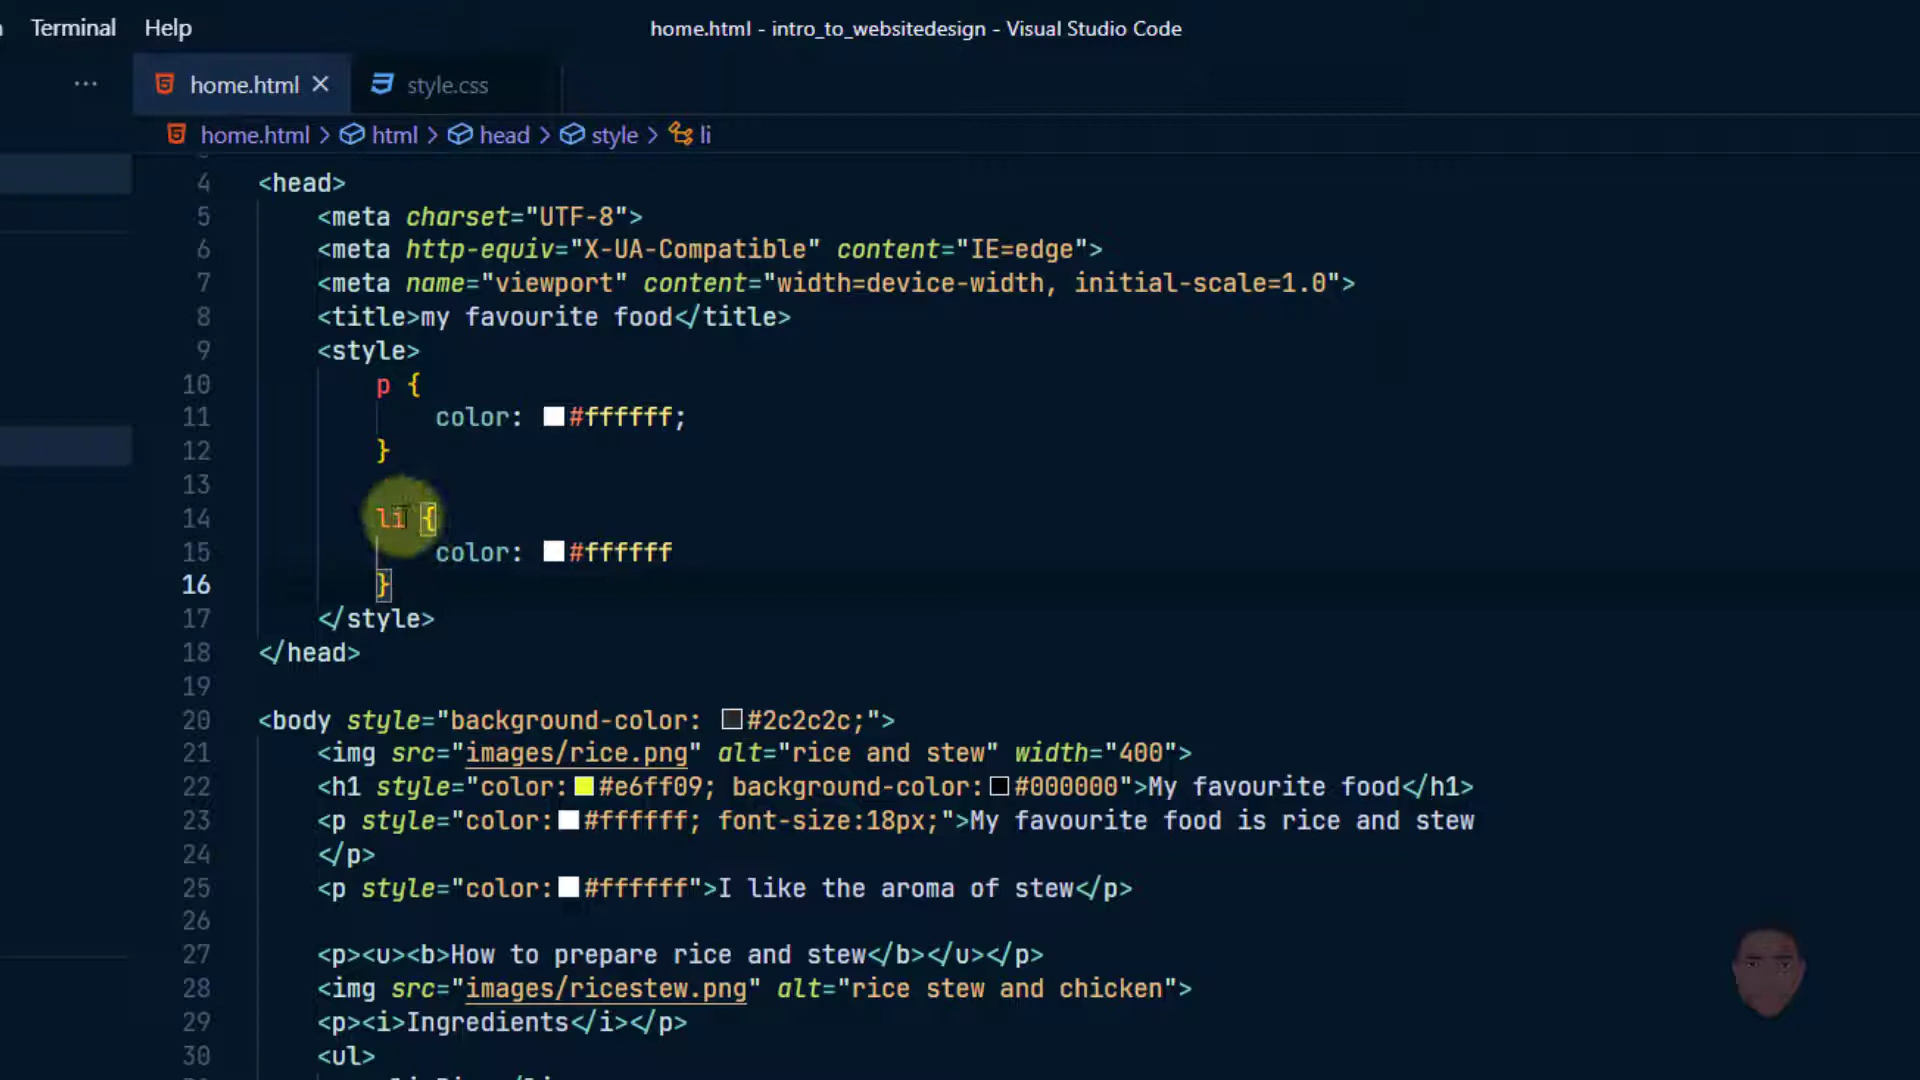 Terminal Help home.html - intro_to_websitedesign - Visual Studio Code
··· home.html × style.css
home.html > html > head > style > li
4 <head>
5 <meta charset="UTF-8">
6 <meta http-equiv="X-UA-Compatible" content="IE=edge">
7 <meta name="viewport" content="width=device-width, initial-scale=1.0">
8 <title>my favourite food</title>
9 <style>
10 p {
11 color: #ffffff;
12 }
13
14 li {
15 color: #ffffff
16 }
17 </style>
18 </head>
19
20 <body style="background-color: #2c2c2c;">
21 <img src="images/rice.png" alt="rice and stew" width="400">
22 <h1 style="color:#e6ff09; background-color:#000000">My favourite food</h1>
23 <p style="color:#ffffff; font-size:18px;">My favourite food is rice and stew
24 </p>
25 <p style="color:#ffffff">I like the aroma of stew</p>
26
27 <p><u><b>How to prepare rice and stew</b></u></p>
28 <img src="images/ricestew.png" alt="rice stew and chicken">
29 <p><i>Ingredients</i></p>
30 <ul>